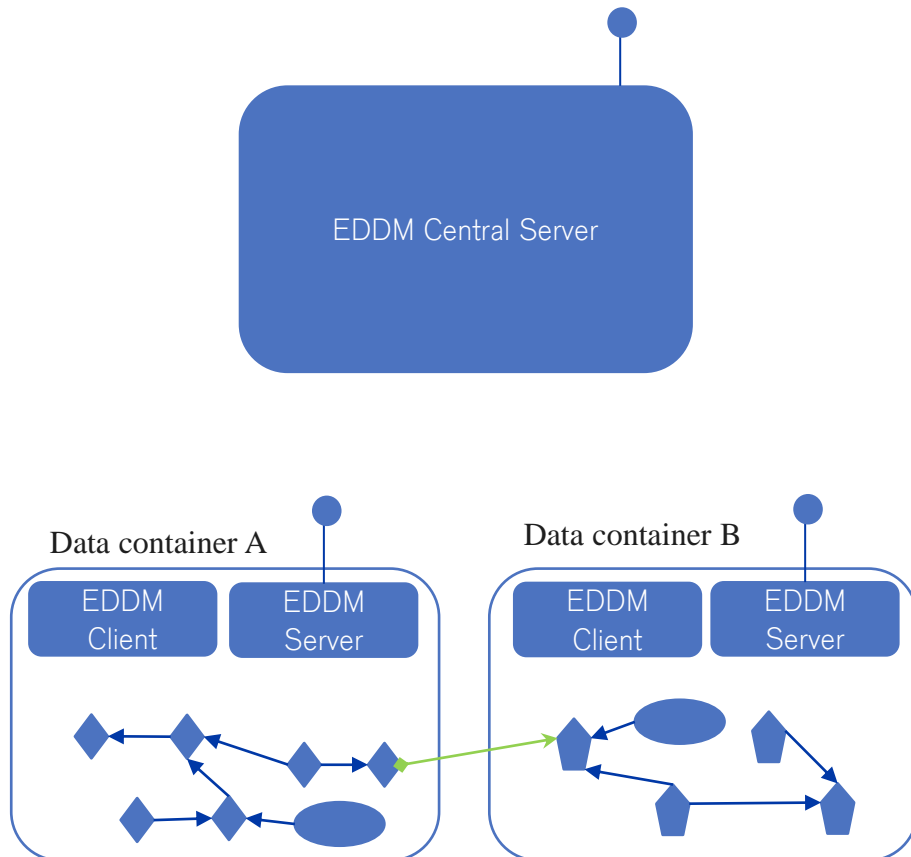 EDDM Central Server
Data container A
Data container B
EDDM
Client
EDDM
Server
EDDM
Client
EDDM
Server